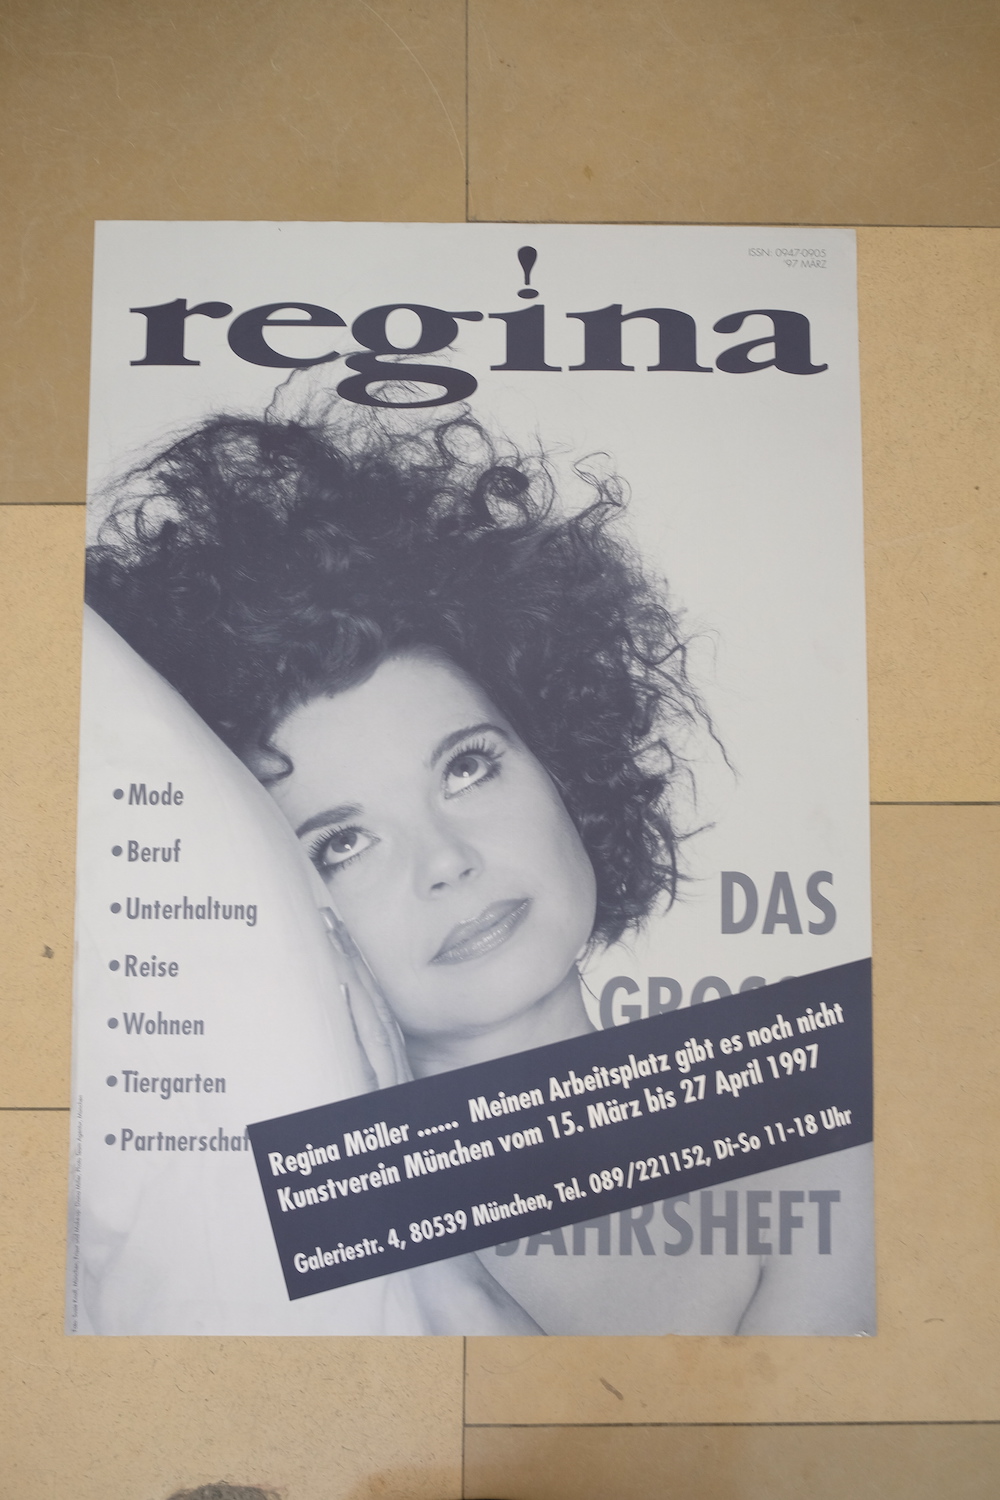 ISSN: 0947-0905
'97 MÄRZ
regina
•Mode
•Beruf
•Unterhaltung
•Reise
•Wohnen
•Tiergarten
•Partnerschaf
DAS
GROSS
Regina Möller ...... Meinen Arbeitsplatz gibt es noch nicht
Kunstverein München vom 15. März bis 27 April 1997
Galeriestr. 4, 80539 München, Tel. 089/221152, Di-So 11-18 Uhr
JAHRSHEFT